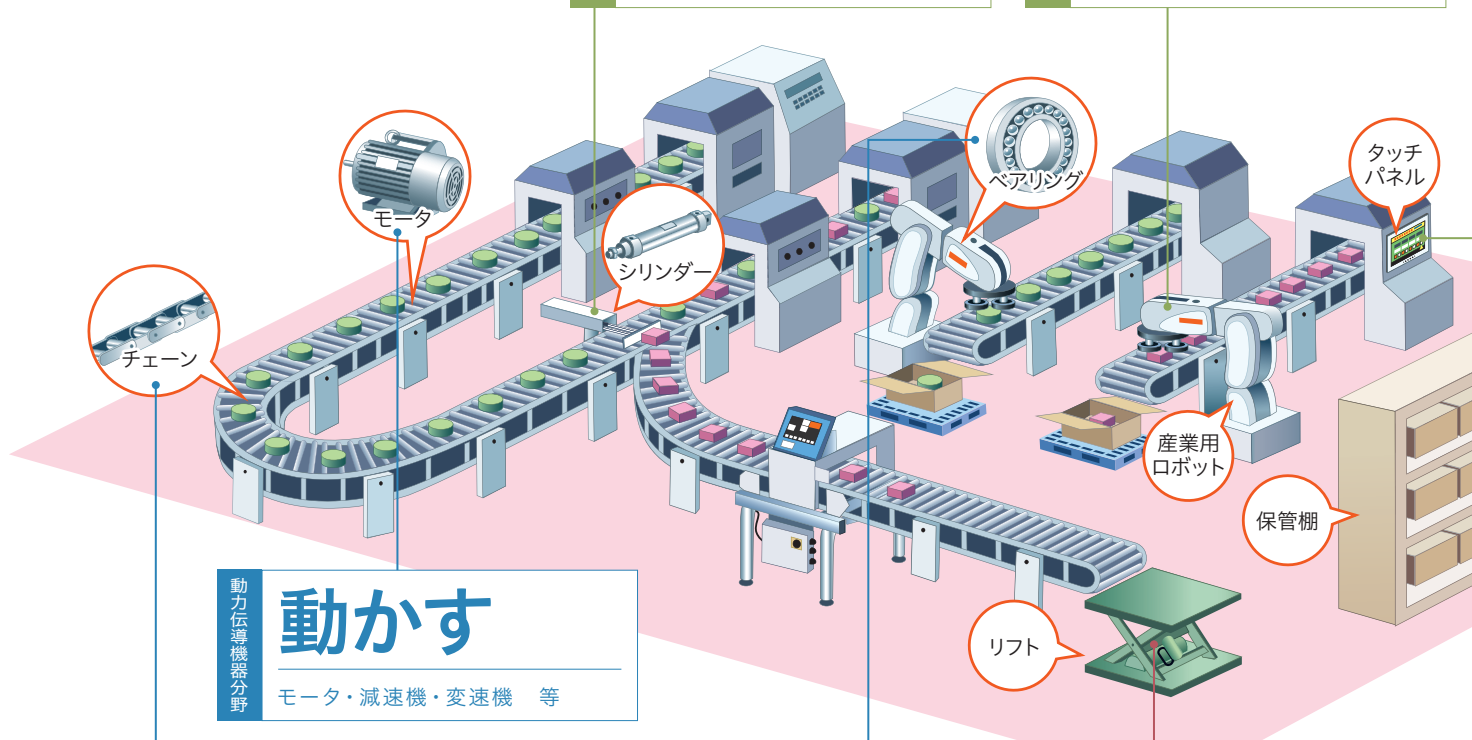 モータ
ベアリング
タッチ
パネル
シリンダー
チェーン
産業用
ロボット
保管棚
リフト
動力伝導機器分野
動かす
モータ・減速機・変速機　等